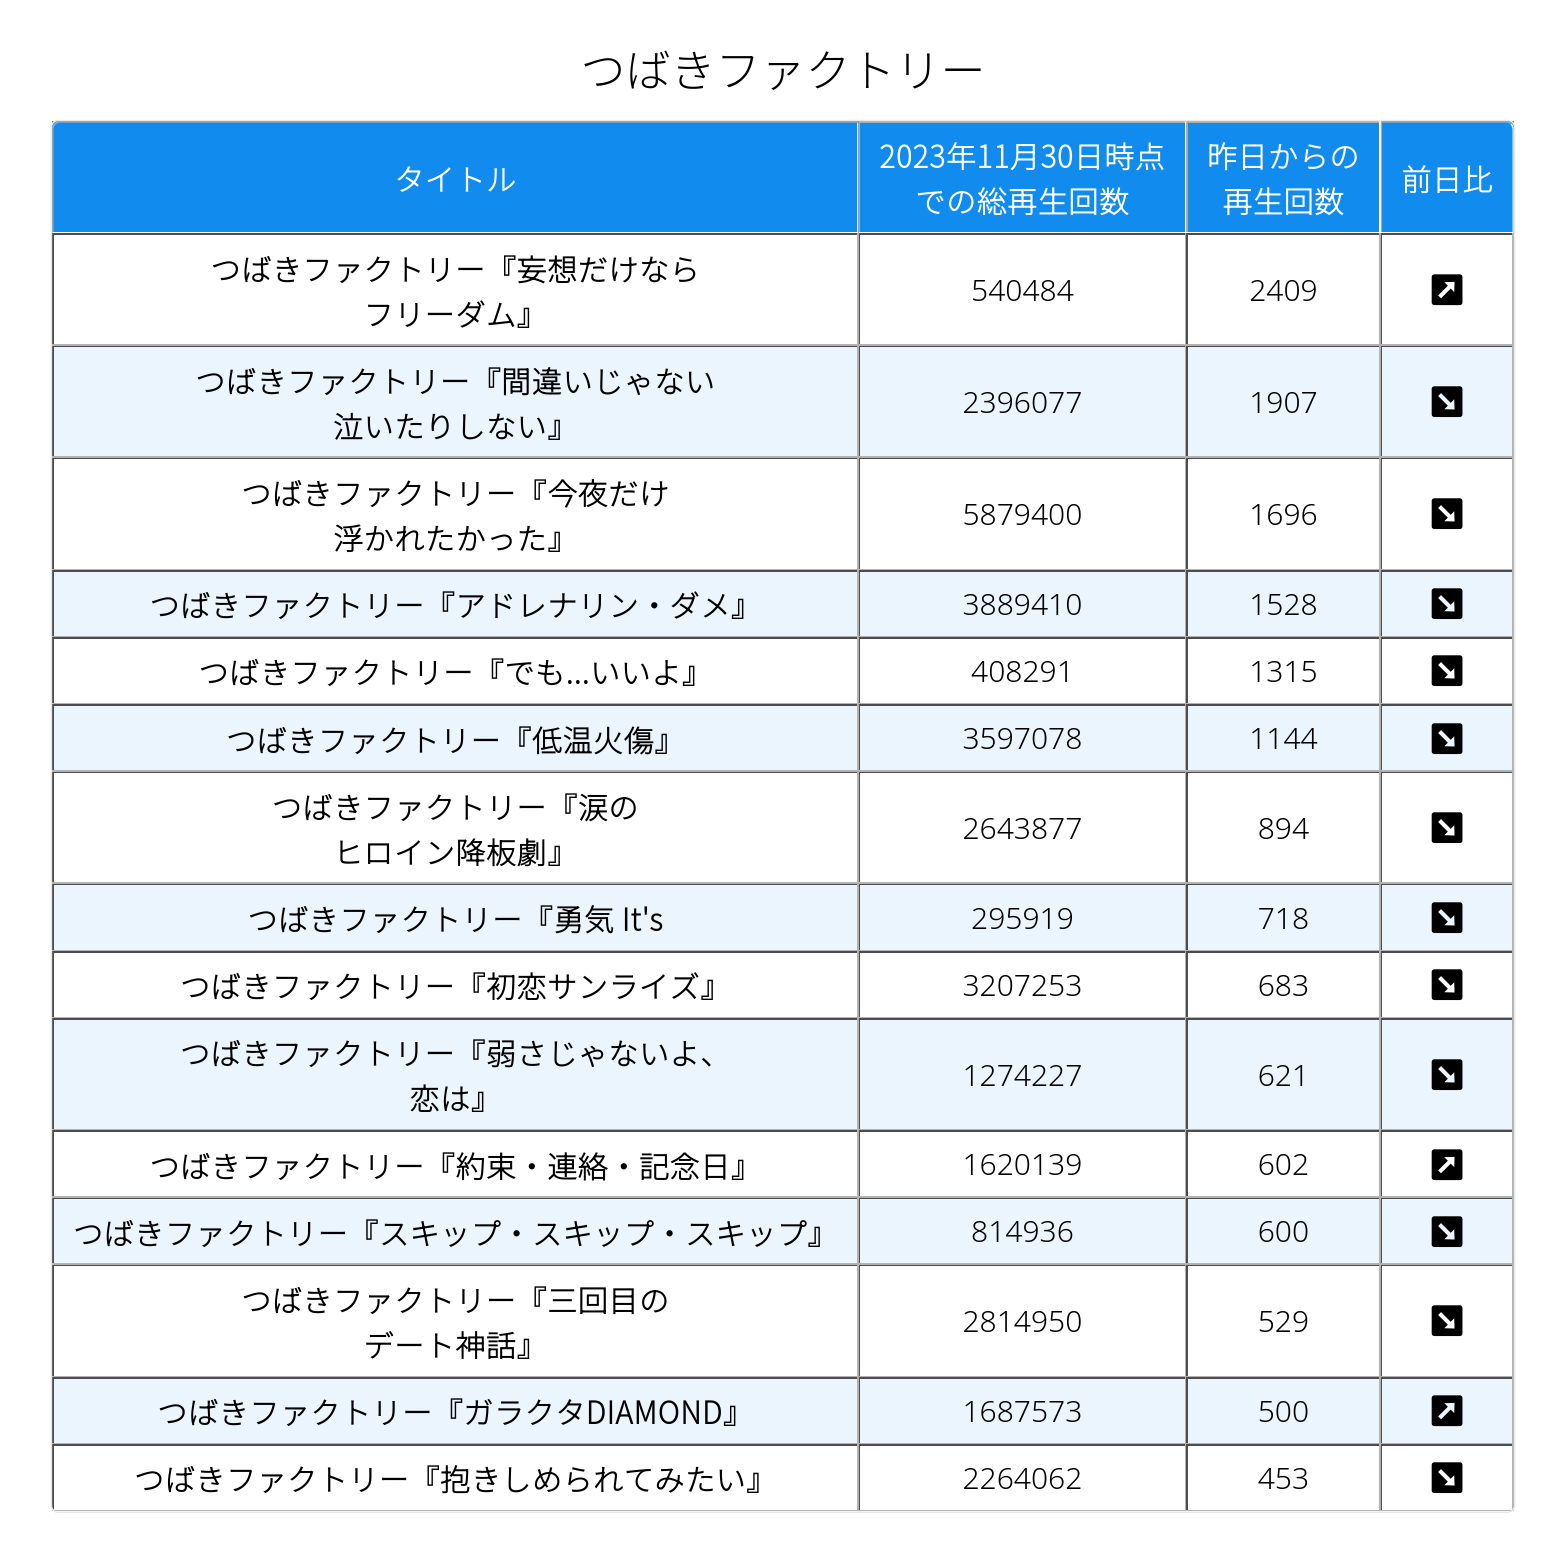 つばきファクトリー
タイトル
2023年11月30日時点
での総再生回数
昨日からの
再生回数
前日比
つばきファクトリー『妄想だけなら
フリーダム』
540484
2409
つばきファクトリー『間違いじゃない
泣いたりしない』
2396077
1907
つばきファクトリー『今夜だけ
浮かれたかった』
5879400
1696
つばきファクトリー『アドレナリン・ダメ』
3889410
1528
つばきファクトリー『でも...いいよ』
408291
1315
つばきファクトリー『低温火傷』
3597078
1144
つばきファクトリー『涙の
ヒロイン降板劇』
2643877
894
つばきファクトリー『勇気 It's
295919
718
つばきファクトリー『初恋サンライズ』
3207253
683
つばきファクトリー『弱さじゃないよ、
恋は』
1274227
621
つばきファクトリー『約束・連絡・記念日』
1620139
602
つばきファクトリー『スキップ・スキップ・スキップ』
814936
600
つばきファクトリー『三回目の
デート神話』
2814950
529
つばきファクトリー『ガラクタDIAMOND』
1687573
500
つばきファクトリー『抱きしめられてみたい』
2264062
453